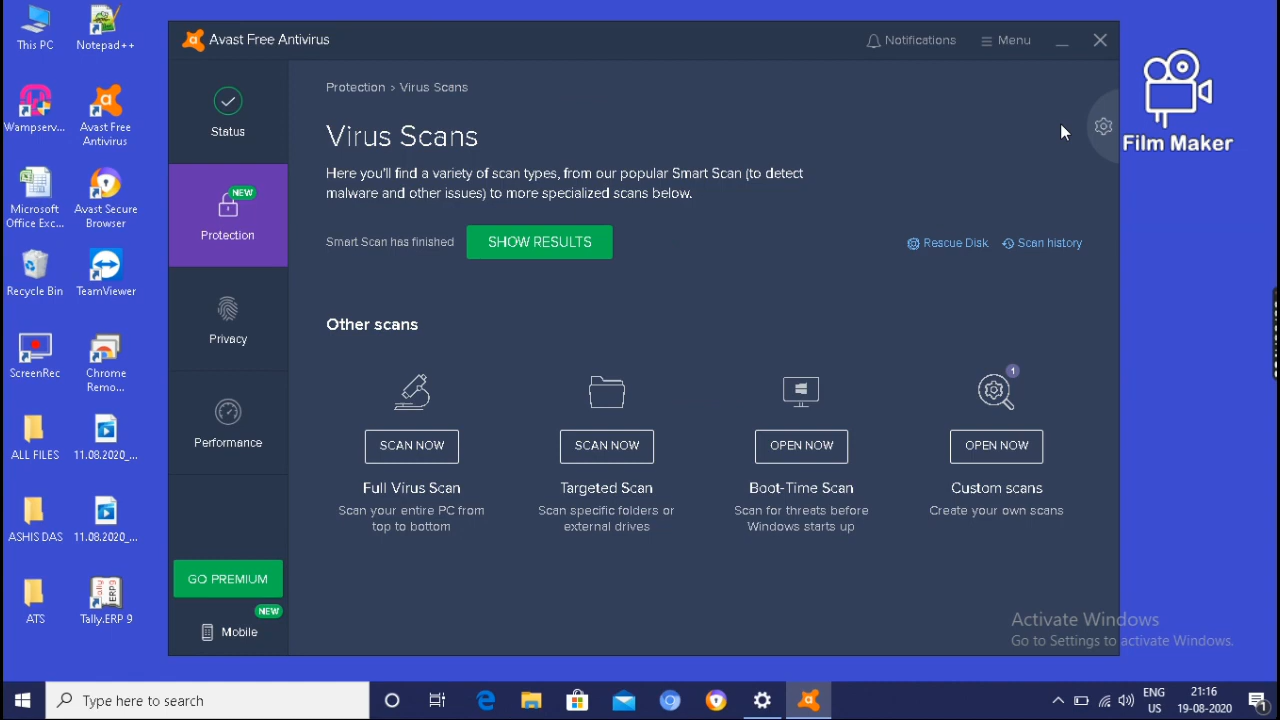 This PC
Notepad++
Wampserv...
Avast Free
Antivirus
Microsoft
Office Exc...
Avast Secure
Browser
Recycle Bin
TeamViewer
ScreenRec
Chrome
Remo...
ALL FILES
11.08.2020_...
ASHIS DAS
11.08.2020_...
ATS
Tally.ERP 9
Avast Free Antivirus
Notifications
Menu
Status
NEW
Protection
Privacy
Performance
GO PREMIUM
NEW
Mobile
Protection > Virus Scans
Virus Scans
Here you'll find a variety of scan types, from our popular Smart Scan (to detect
malware and other issues) to more specialized scans below.
Smart Scan has finished
SHOW RESULTS
Rescue Disk
Scan history
Other scans
SCAN NOW
Full Virus Scan
Scan your entire PC from
top to bottom
SCAN NOW
Targeted Scan
Scan specific folders or
external drives
OPEN NOW
Boot-Time Scan
Scan for threats before
Windows starts up
1
OPEN NOW
Custom scans
Create your own scans
Film Maker
Activate Windows
Go to Settings to activate Windows.
Type here to search
ENG
US
21:16
19-08-2020
1